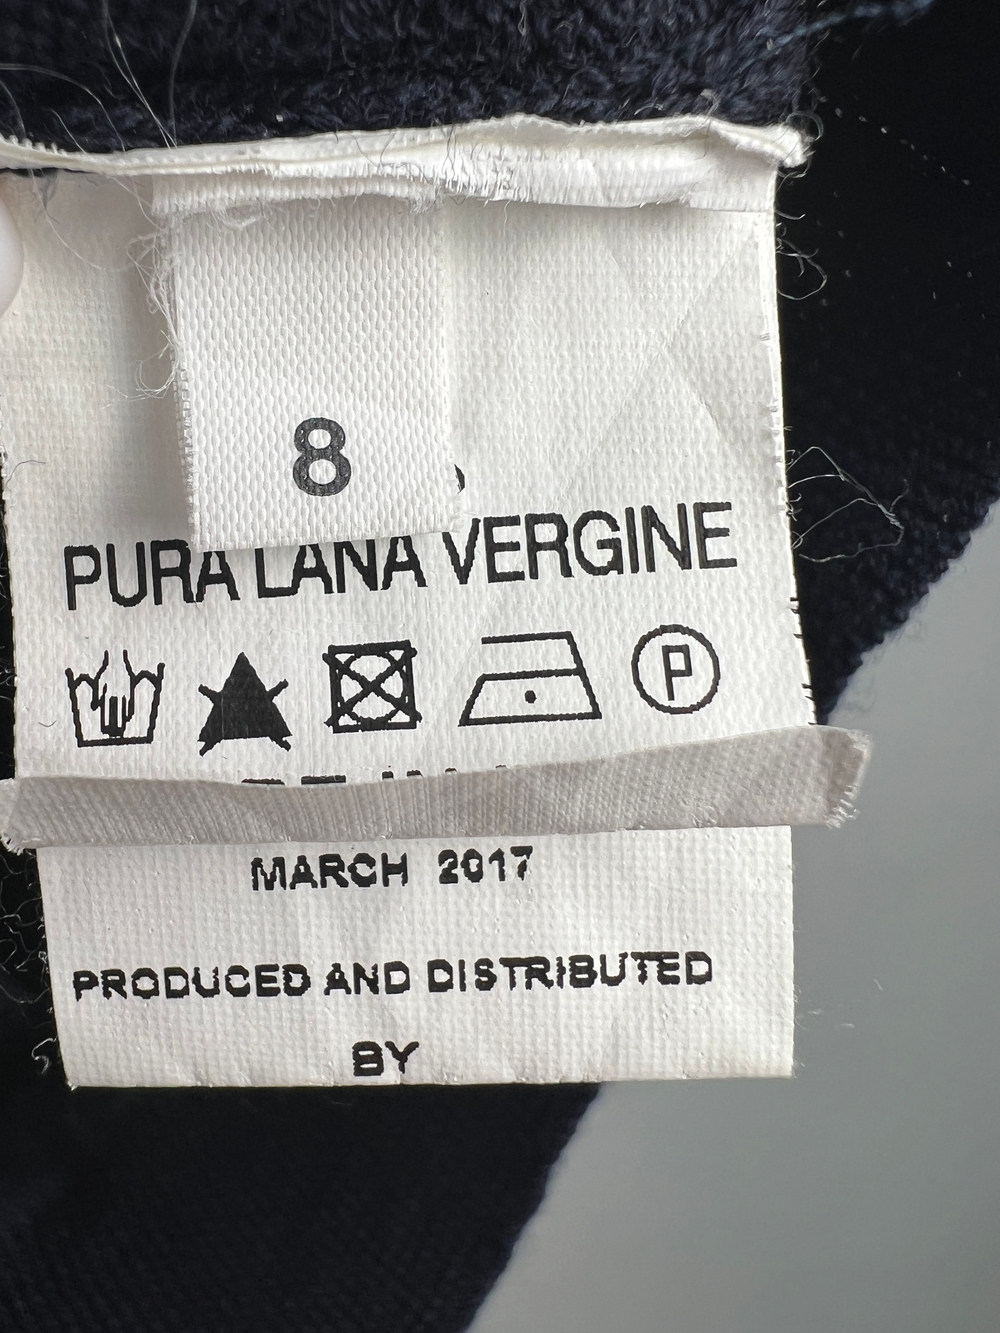 8
PURA LANA VERGINE
P
MARCH 2017
PRODUCED AND DISTRIBUTED
BY